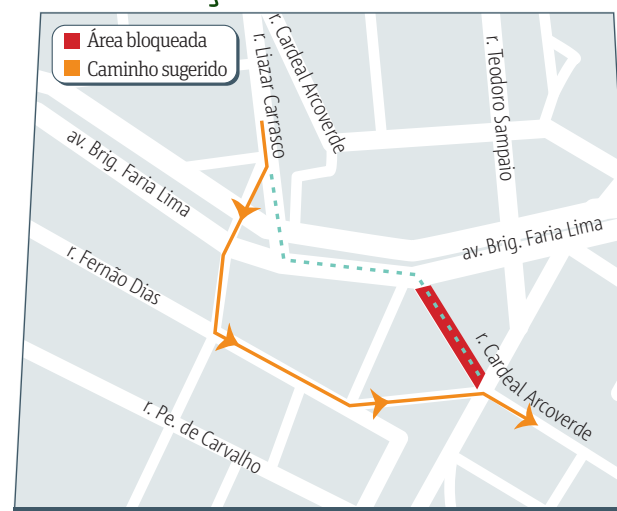 Área bloqueada
Caminho sugerido
r. Liazar Carrasco
r. Cardeal Arcoverde
r. Teodoro Sampaio
av. Brig. Faria Lima
av. Brig. Faria Lima
r. Fernão Dias
r. Cardeal Arcoverde
r. Pe. de Carvalho